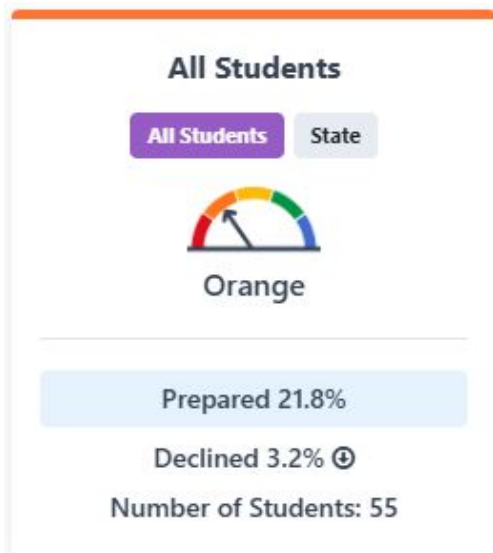 All Students
All Students State
Orange
Prepared 21.8%
Declined 3.2%
Number of Students: 55